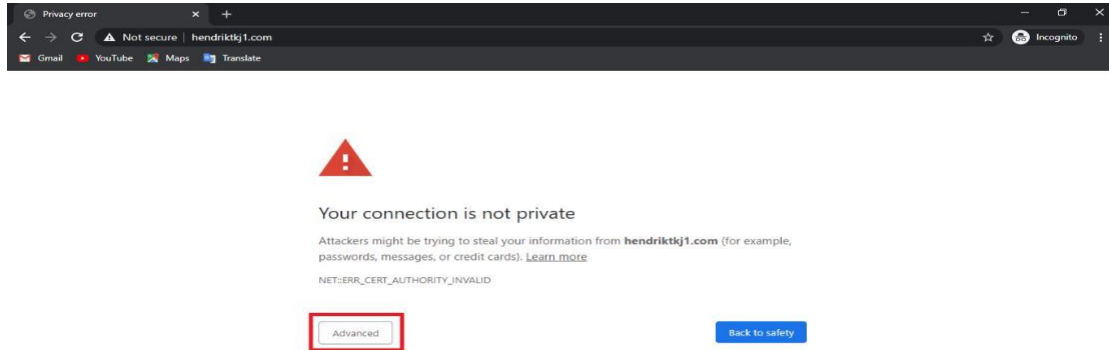 Privacy error
Not secure | hendriktkj1.com
Incognito
Gmail YouTube Maps Translate
Your connection is not private
Attackers might be trying to steal your information from hendriktkj1.com (for example,
passwords, messages, or credit cards). Learn more
NET::ERR_CERT_AUTHORITY_INVALID
Advanced
Back to safety